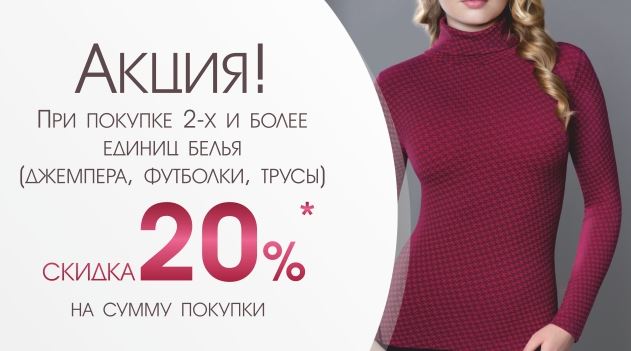 Акция!
При покупке 2-х и более
единиц белья
(джемпера, футболки, трусы)
скидка 20%*
на сумму покупки